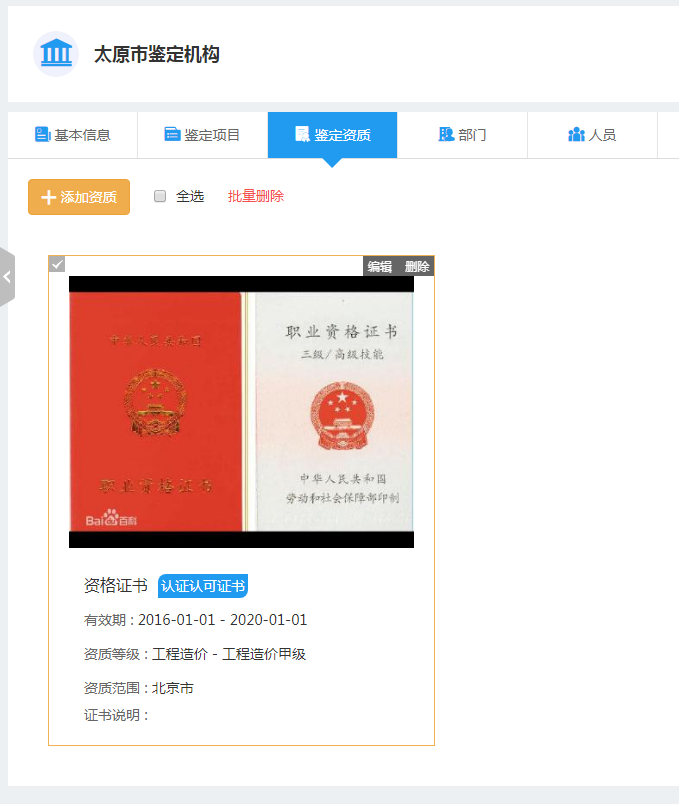 太原市鉴定机构
基本信息 鉴定项目 鉴定资质 部门 人员
添加资质 全选 批量删除
编辑 删除
中华人民共和国
职业资格证书
Bai百科
职业资格证书
三级/高级技能
中华人民共和国
劳动和社会保障部印制
资格证书 认证认可证书
有效期 : 2016-01-01 - 2020-01-01
资质等级 : 工程造价 - 工程造价甲级
资质范围 : 北京市
证书说明 :